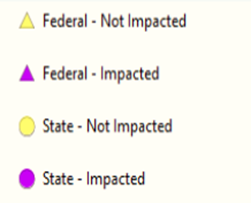 Federal - Not Impacted
Federal - Impacted
State - Not Impacted
State - Impacted